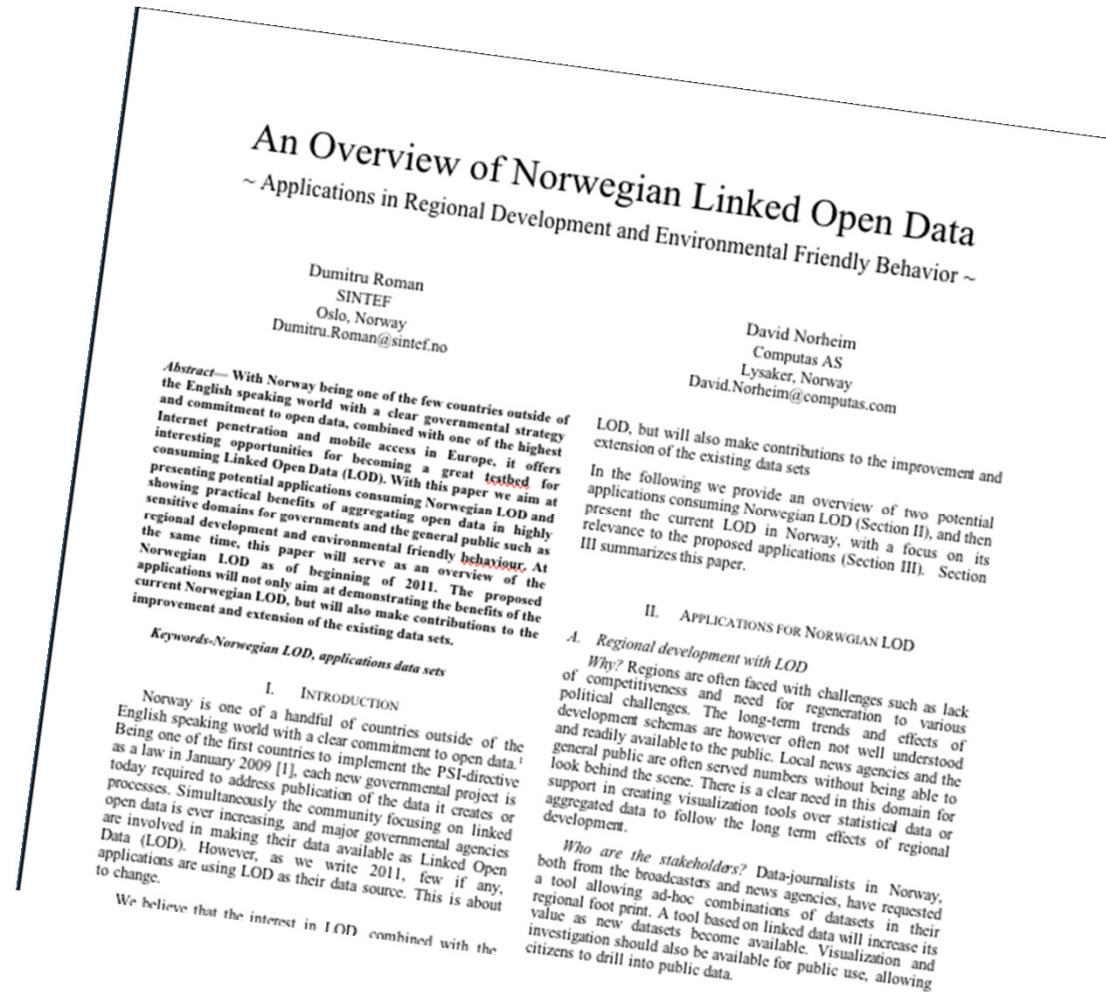 An Overview of Norwegian Linked Open Data
~ Applications in Regional Development and Environmental Friendly Behavior ~
Dumitru Roman
SINTEF
Oslo, Norway
Dumitru.Roman@sintef.no
David Norheim
Computas AS
Lysaker, Norway
David.Norheim@computas.com
Abstract— With Norway being one of the few countries outside of
the English speaking world with a clear governmental strategy
and commitment to open data, combined with one of the highest
Internet penetration and mobile access in Europe, it offers
interesting opportunities for becoming a great testbed for
consuming Linked Open Data (LOD). With this paper we aim at
presenting potential applications consuming Norwegian LOD and
showing practical benefits of aggregating open data in highly
sensitive domains for governments and the general public such as
regional development and environmental friendly behaviour. At
the same time, this paper will serve as an overview of the
Norwegian LOD as of beginning of 2011. The proposed
applications will not only aim at demonstrating the benefits of the
current Norwegian LOD, but will also make contributions to the
improvement and extension of the existing data sets.
Keywords-Norwegian LOD, applications data sets
I. INTRODUCTION
Norway is one of a handful of countries outside of the
English speaking world with a clear commitment to open data.¹
Being one of the first countries to implement the PSI-directive
as a law in January 2009 [1], each new governmental project is
today required to address publication of the data it creates or
processes. Simultaneously the community focusing on linked
open data is ever increasing, and major governmental agencies
are involved in making their data available as Linked Open
Data (LOD). However, as we write 2011, few if any,
applications are using LOD as their data source. This is about
to change.
We believe that the interest in LOD, combined with the
LOD, but will also make contributions to the improvement and
extension of the existing data sets
In the following we provide an overview of two potential
applications consuming Norwegian LOD (Section II), and then
present the current LOD in Norway, with a focus on its
relevance to the proposed applications (Section III). Section
III summarizes this paper.
II. APPLICATIONS FOR NORWGIAN LOD
A. Regional development with LOD
Why? Regions are often faced with challenges such as lack
of competitiveness and need for regeneration to various
political challenges. The long-term trends and effects of
development schemas are however often not well understood
and readily available to the public. Local news agencies and the
general public are often served numbers without being able to
look behind the scene. There is a clear need in this domain for
support in creating visualization tools over statistical data or
aggregated data to follow the long term effects of regional
development.
Who are the stakeholders? Data-journalists in Norway,
both from the broadcasters and news agencies, have requested
a tool allowing ad-hoc combinations of datasets in their
regional foot print. A tool based on linked data will increase its
value as new datasets become available. Visualization and
investigation should also be available for public use, allowing
citizens to drill into public data.